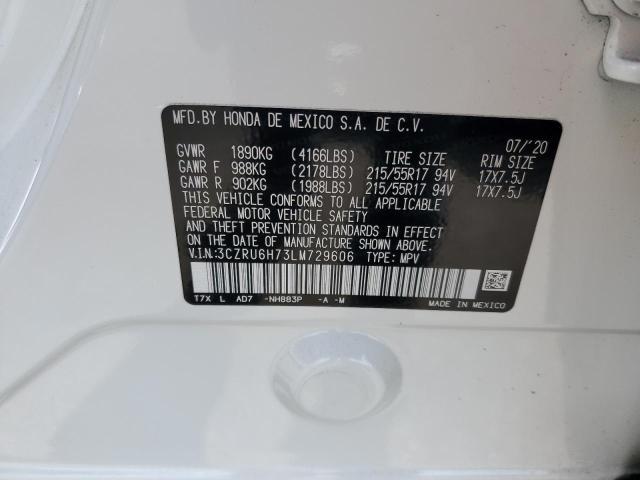 MFD.BY HONDA DE MEXICO S.A. DE C.V.
07/'20
GVWR 1890KG (4166LBS) TIRE SIZE RIM SIZE
GAWR F 988KG (2178LBS) 215/55R17 94V 17X7.5J
GAWR R 902KG (1988LBS) 215/55R17 94V 17X7.5J
THIS VEHICLE CONFORMS TO ALL APPLICABLE
FEDERAL MOTOR VEHICLE SAFETY
AND THEFT PREVENTION STANDARDS IN EFFECT ON
THE DATE OF MANUFACTURE SHOWN ABOVE.
V.I.N:3CZRU6H73LM729606 TYPE: MPV
T7X L AD7 -NH883P -A -M MADE IN MEXICO